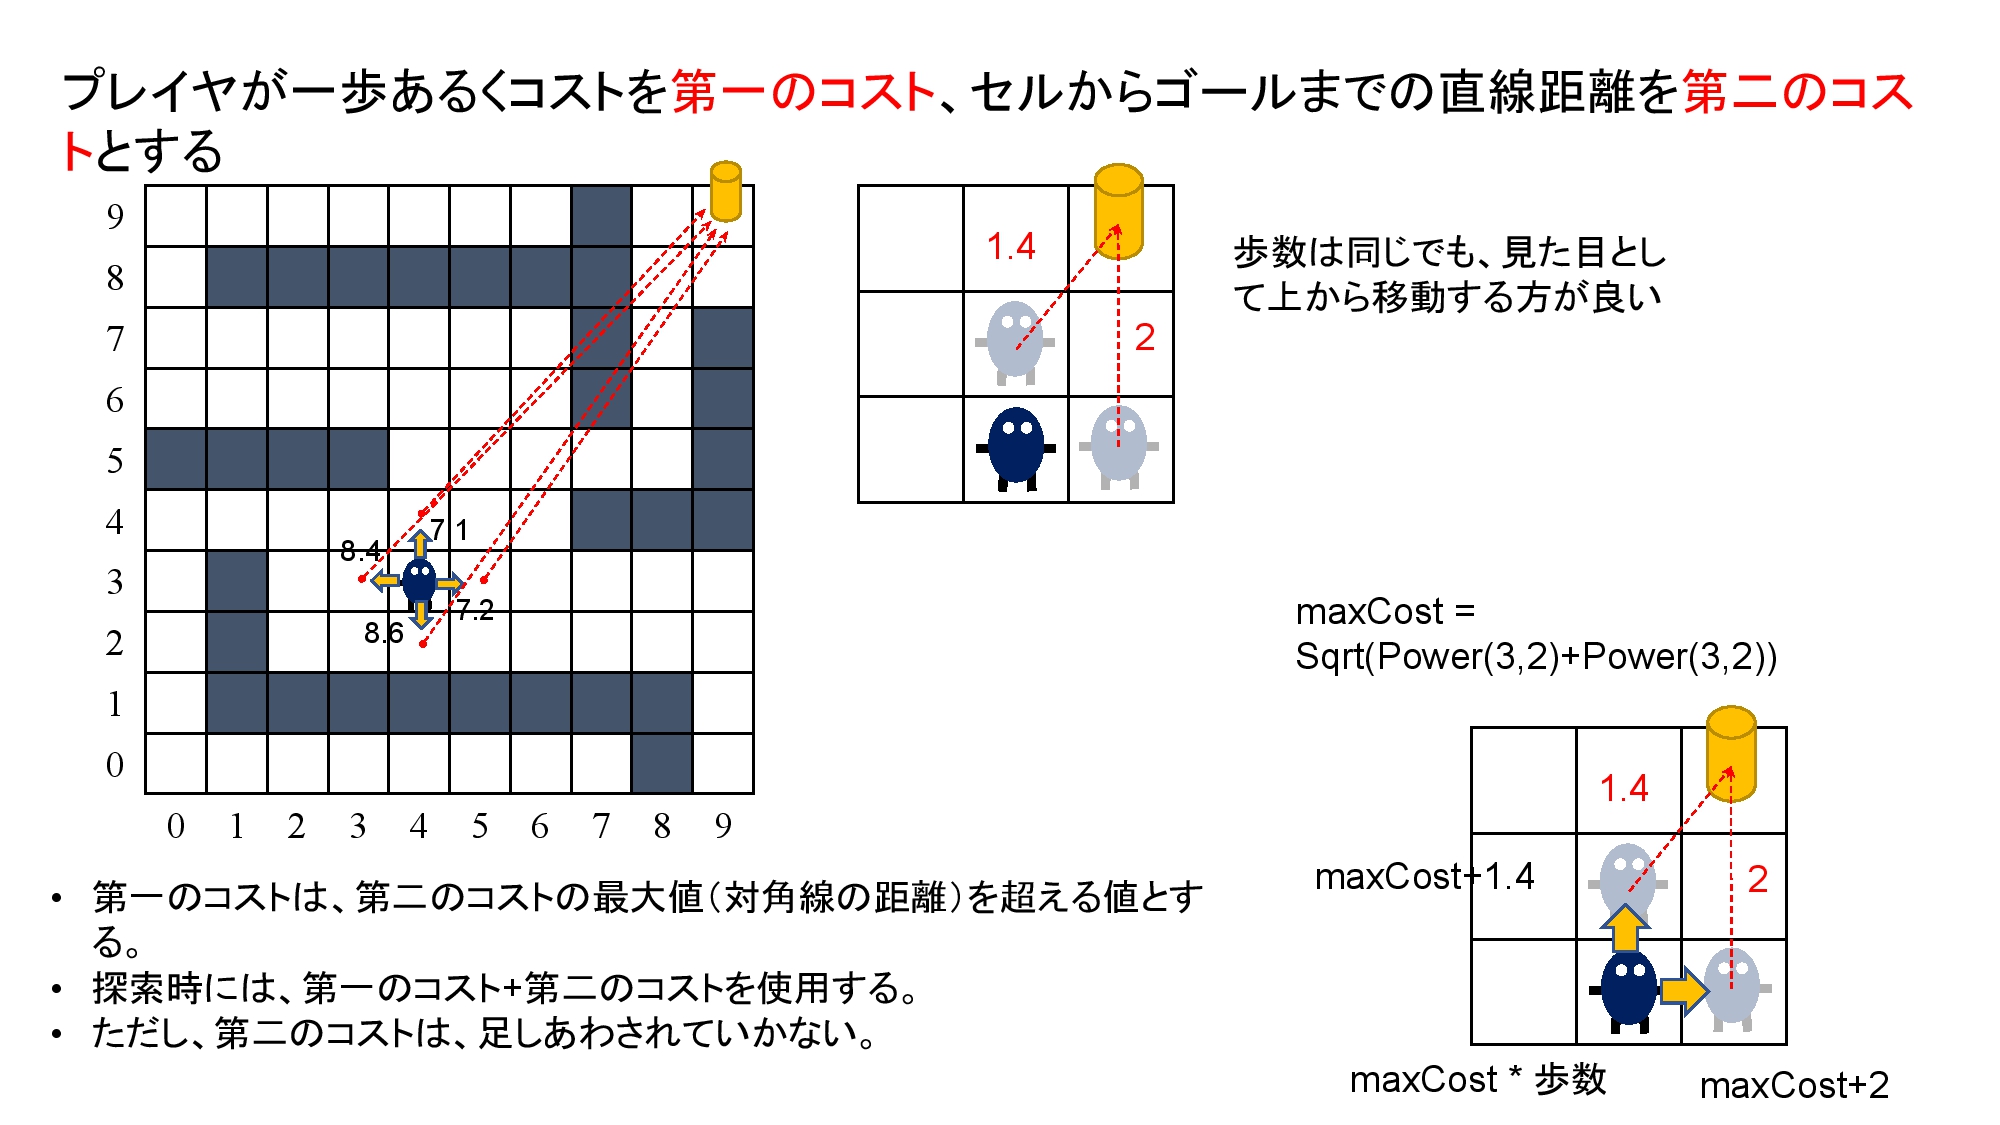 プレイヤが一歩あるくコストを第一のコスト、セルからゴールまでの直線距離を第二のコス
トとする
9
8
7
6
5
4
3
2
1
0
0 1 2 3 4 5 6 7 8 9
7.1
8.4
7.2
8.6
1.4
2
歩数は同じでも、見た目とし
て上から移動する方が良い
maxCost =
Sqrt(Power(3,2)+Power(3,2))
1.4
maxCost+1.4
2
maxCost * 歩数
maxCost+2
• 第一のコストは、第二のコストの最大値(対角線の距離)を超える値とす
る。
• 探索時には、第一のコスト+第二のコストを使用する。
• ただし、第二のコストは、足しあわされていかない。